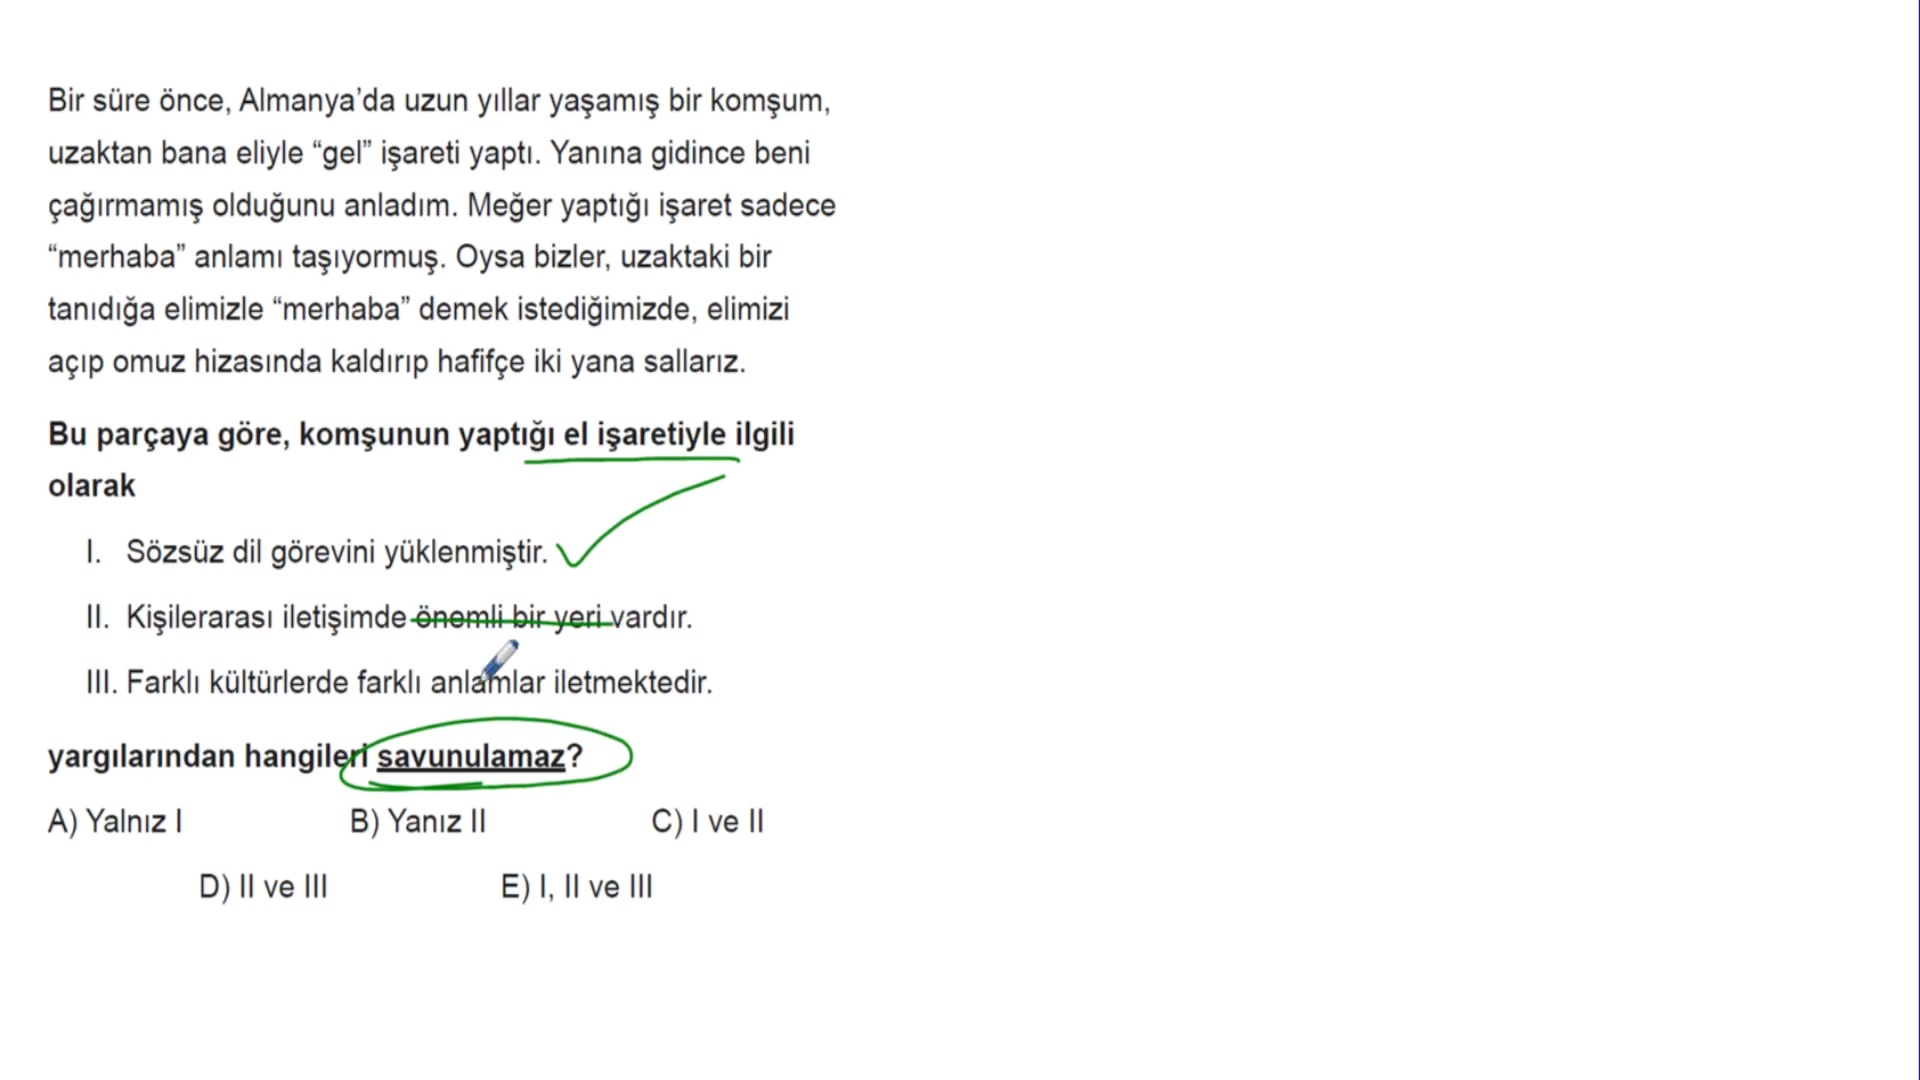 Bir süre önce, Almanya’da uzun yıllar yaşamış bir komşum,
uzaktan bana eliyle “gel” işareti yaptı. Yanına gidince beni
çağırmamış olduğunu anladım. Meğer yaptığı işaret sadece
“merhaba” anlamı taşıyormuş. Oysa bizler, uzaktaki bir
tanıdığa elimizle “merhaba” demek istediğimizde, elimizi
açıp omuz hizasında kaldırıp hafifçe iki yana sallarız.
Bu parçaya göre, komşunun yaptığı el işaretiyle ilgili
olarak
I. Sözsüz dil görevini yüklenmiştir.
II. Kişilerarası iletişimde önemli bir yeri vardır.
III. Farklı kültürlerde farklı anlamlar iletmektedir.
yargılarından hangileri savunulamaz?
A) Yalnız I B) Yanız II C) I ve II
D) II ve III E) I, II ve III